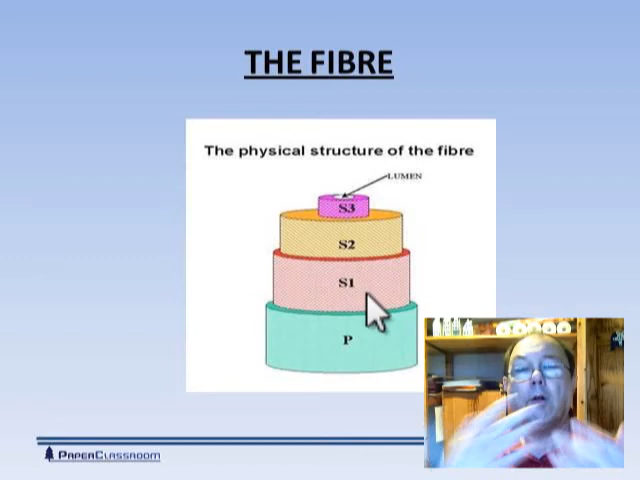 THE FIBRE
The physical structure of the fibre
LUMEN
S3
S2
S1
P
PAPERCLASSROOM